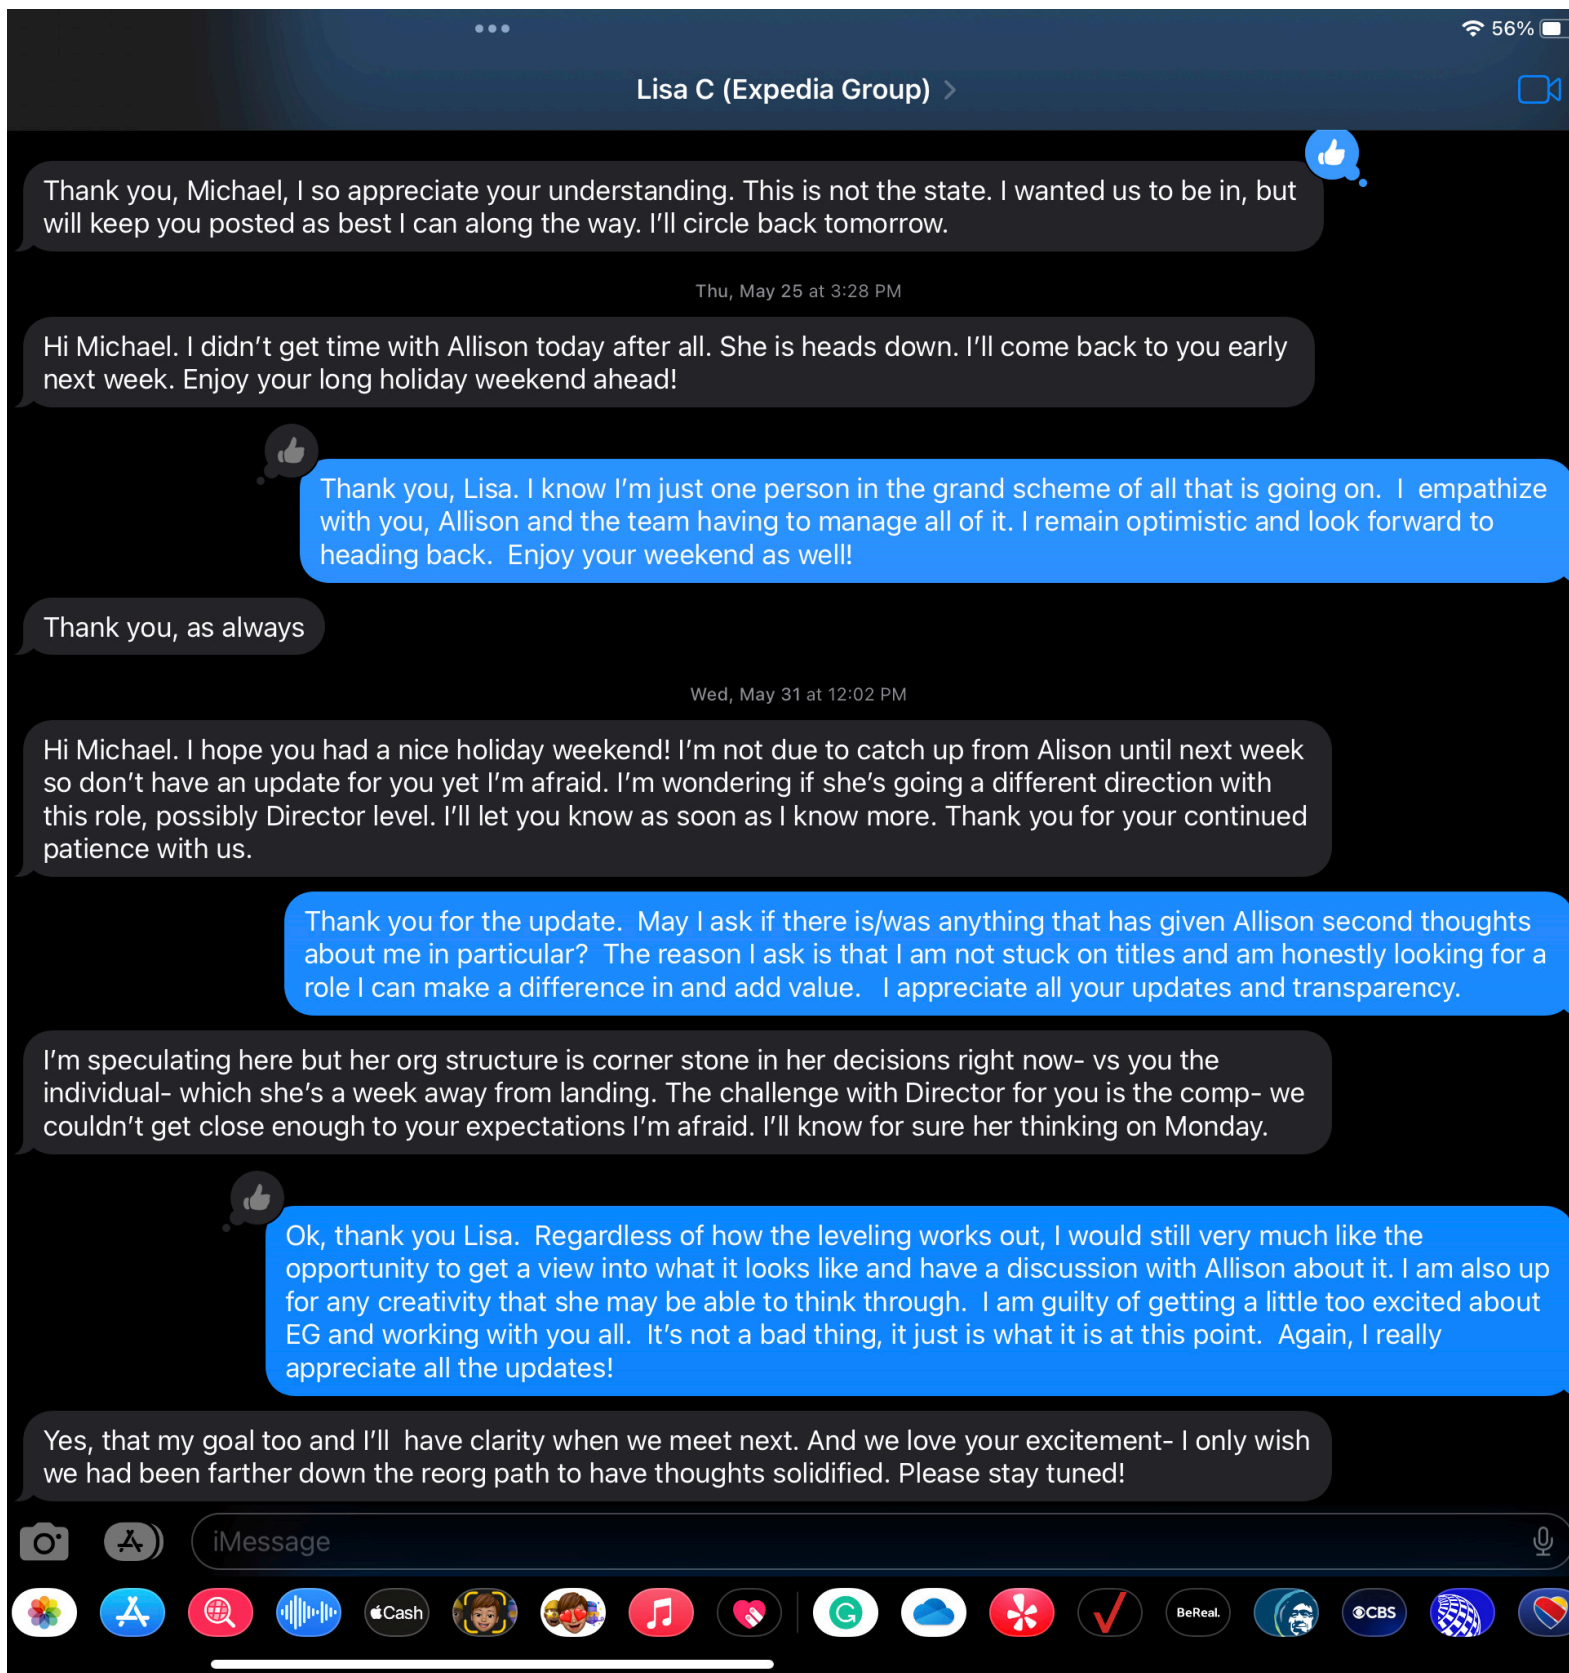 56%
Lisa C (Expedia Group)
Thank you, Michael, I so appreciate your understanding. This is not the state. I wanted us to be in, but
will keep you posted as best I can along the way. I'll circle back tomorrow.
Thu, May 25 at 3:28 PM
Hi Michael. I didn't get time with Allison today after all. She is heads down. I'll come back to you early
next week. Enjoy your long holiday weekend ahead!
Thank you, Lisa. I know I'm just one person in the grand scheme of all that is going on.  I  empathize
with you, Allison and the team having to manage all of it. I remain optimistic and look forward to
heading back.  Enjoy your weekend as well!
Thank you, as always
Wed, May 31 at 12:02 PM
Hi Michael. I hope you had a nice holiday weekend! I'm not due to catch up from Alison until next week
so don't have an update for you yet I'm afraid. I'm wondering if she's going a different direction with
this role, possibly Director level. I'll let you know as soon as I know more. Thank you for your continued
patience with us.
Thank you for the update.  May I ask if there is/was anything that has given Allison second thoughts
about me in particular?  The reason I ask is that I am not stuck on titles and am honestly looking for a
role I can make a difference in and add value.   I appreciate all your updates and transparency.
I'm speculating here but her org structure is corner stone in her decisions right now- vs you the
individual- which she's a week away from landing. The challenge with Director for you is the comp- we
couldn't get close enough to your expectations I'm afraid. I'll know for sure her thinking on Monday.
Ok, thank you Lisa.  Regardless of how the leveling works out, I would still very much like the
opportunity to get a view into what it looks like and have a discussion with Allison about it. I am also up
for any creativity that she may be able to think through.  I am guilty of getting a little too excited about
EG and working with you all.  It's not a bad thing, it just is what it is at this point.  Again, I really
appreciate all the updates!
Yes, that my goal too and I'll  have clarity when we meet next. And we love your excitement- I only wish
we had been farther down the reorg path to have thoughts solidified. Please stay tuned!
iMessage
Cash
BeReal.
CBS